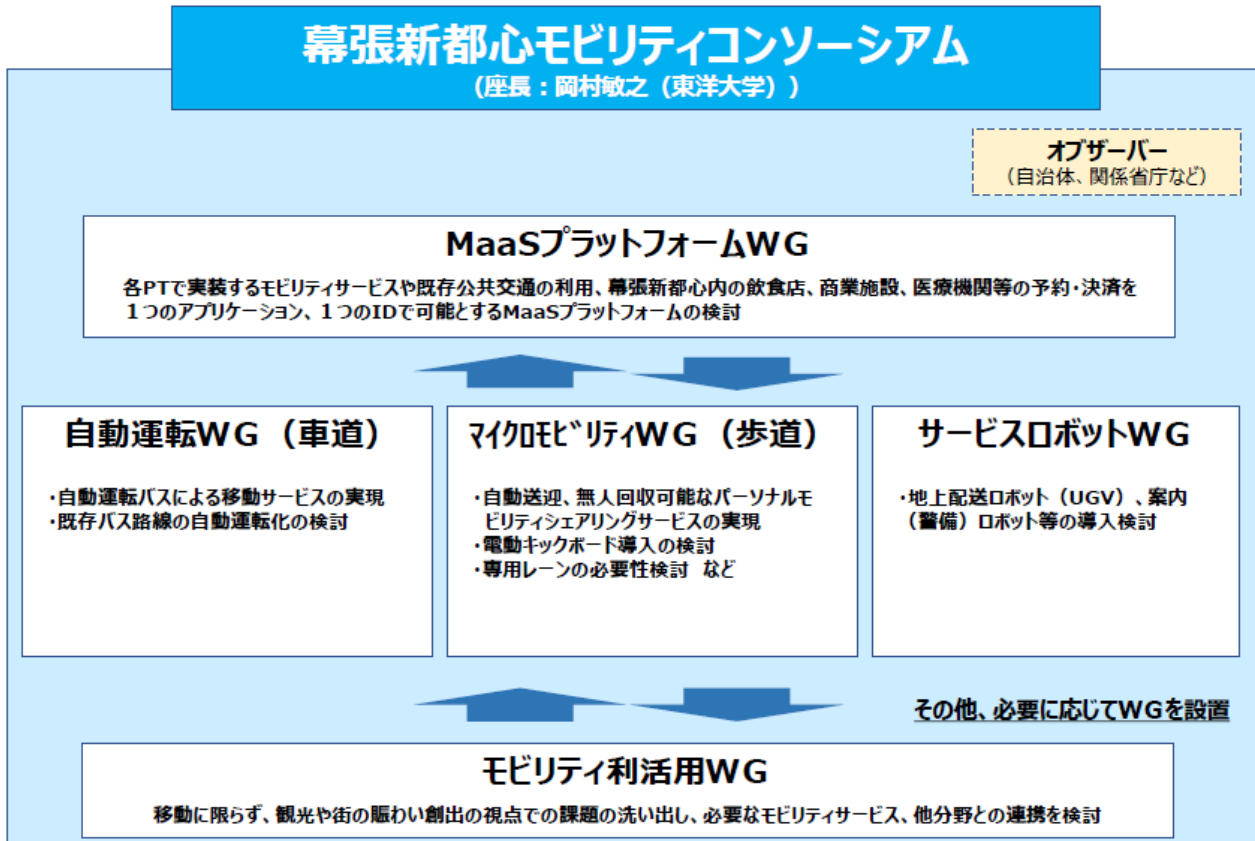 幕張新都心モビリティコンソーシアム
（座長：岡村敏之（東洋大学））
オブザーバー
（自治体、関係省庁など）
MaaSプラットフォームWG
各PTで実装するモビリティサービスや既存公共交通の利用、幕張新都心内の飲食店、商業施設、医療機関等の予約・決済を
１つのアプリケーション、１つのIDで可能とするMaaSプラットフォームの検討
自動運転WG（車道）
・自動運転バスによる移動サービスの実現
・既存バス路線の自動運転化の検討
ﾏｲｸﾛﾓﾋﾞﾘﾃｨWG（歩道）
・自動送迎、無人回収可能なパーソナルモ
ビリティシェアリングサービスの実現
・電動キックボード導入の検討
・専用レーンの必要性検討 など
サービスロボットWG
・地上配送ロボット（UGV）、案内
（警備）ロボット等の導入検討
その他、必要に応じてWGを設置
モビリティ利活用WG
移動に限らず、観光や街の賑わい創出の視点での課題の洗い出し、必要なモビリティサービス、他分野との連携を検討